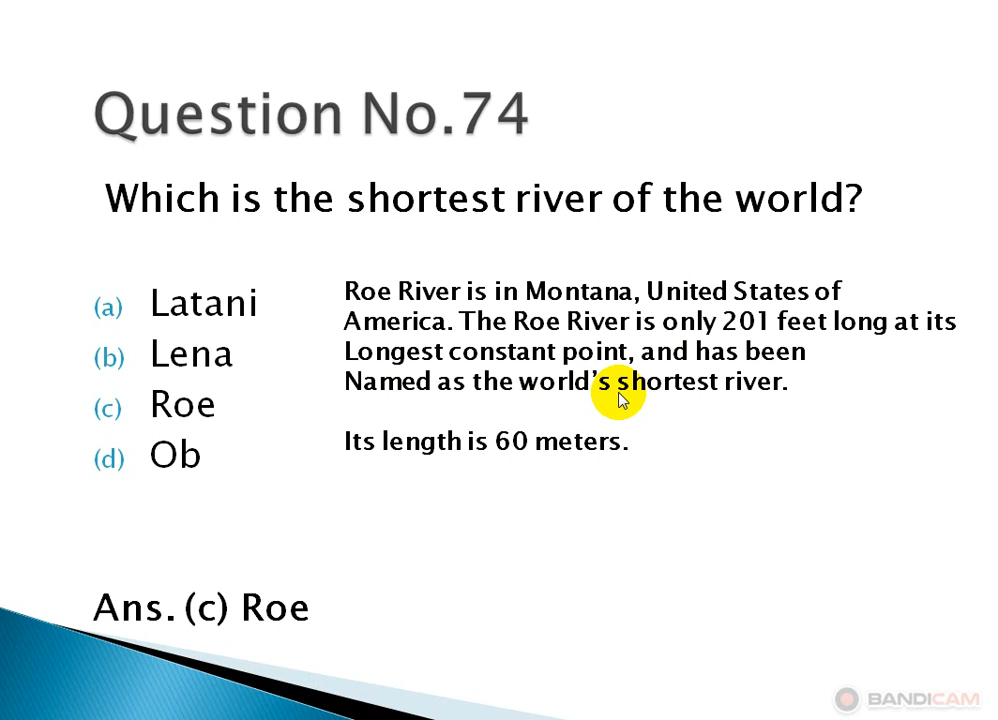 Question No.74
Which is the shortest river of the world?
(a) Latani
(b) Lena
(c) Roe
(d) Ob
Roe River is in Montana, United States of
America. The Roe River is only 201 feet long at its
Longest constant point, and has been
Named as the world’s shortest river.
Its length is 60 meters.
Ans. (c) Roe
BANDICAM